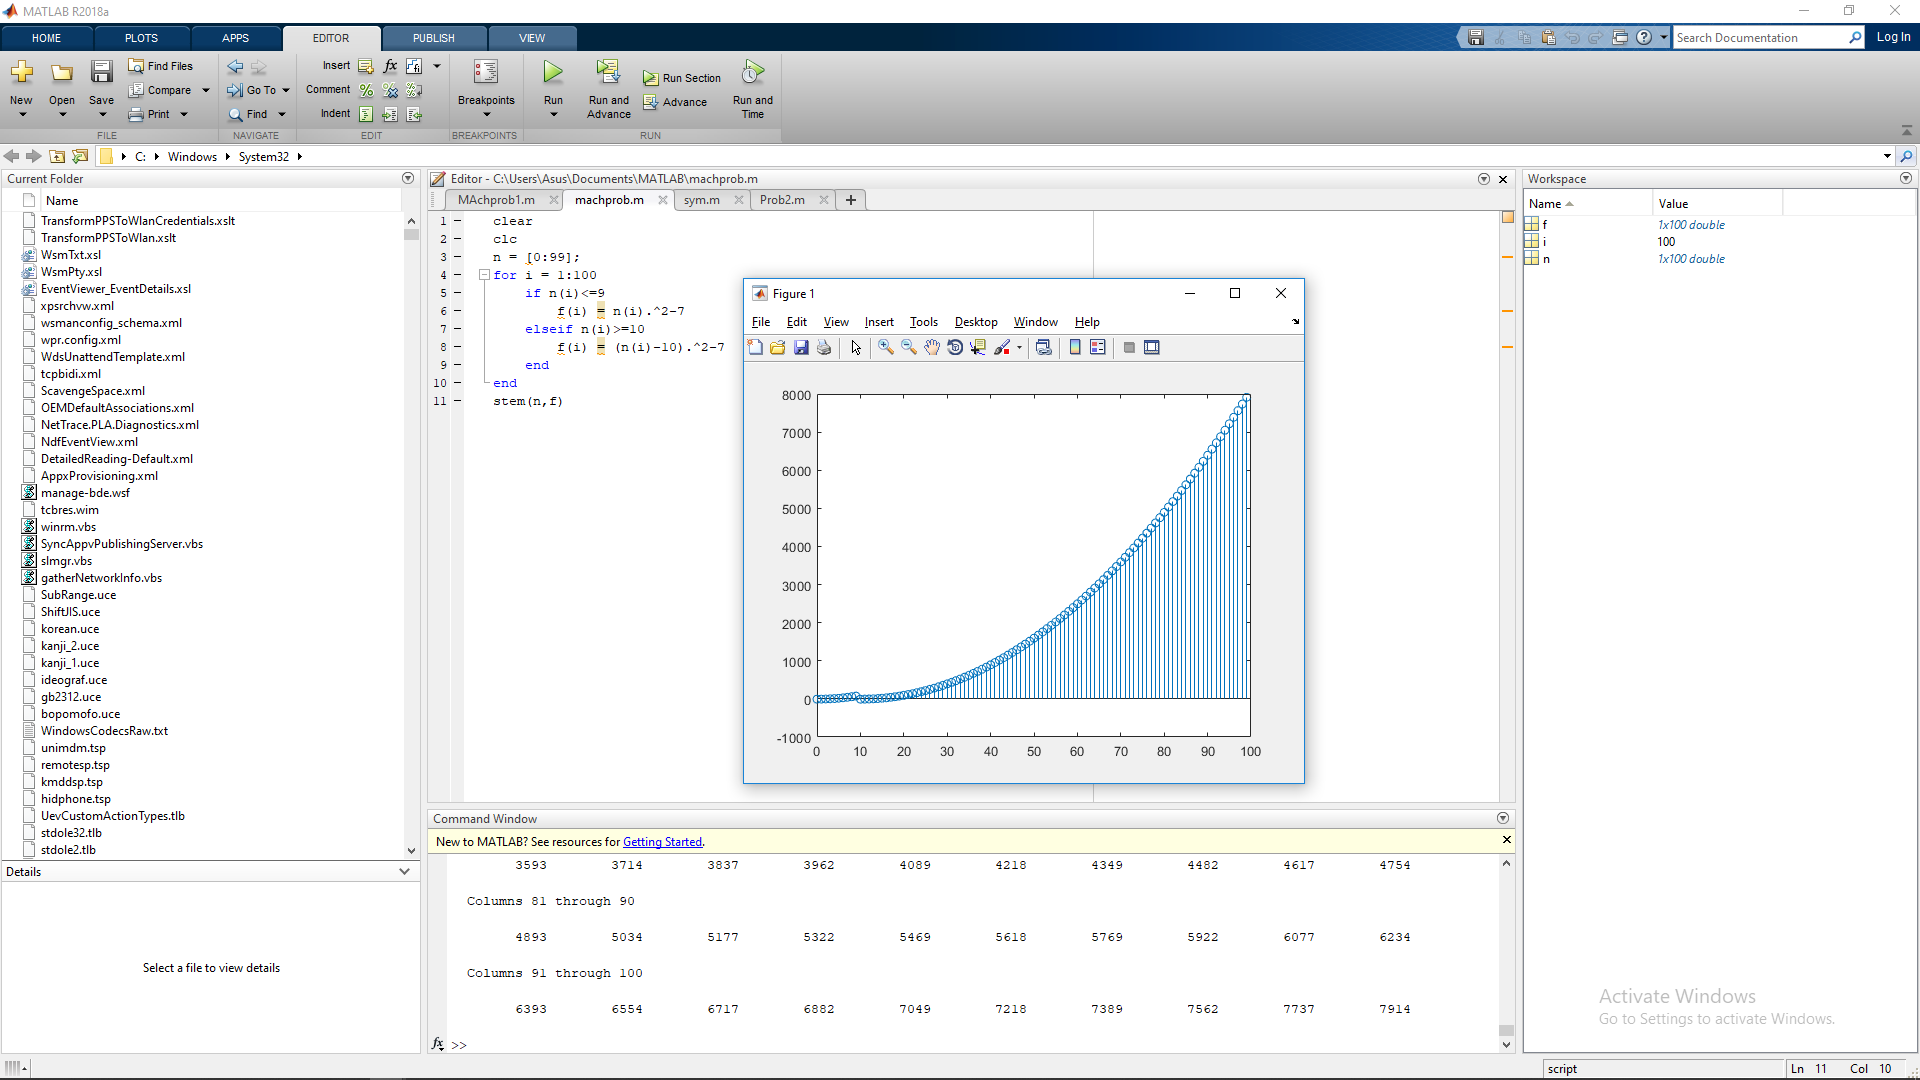 MATLAB R2018a
HOME PLOTS APPS EDITOR PUBLISH VIEW
Search Documentation Log In
New Open Save Find Files Compare Print
Go To Find
Insert fx
Comment
Indent
Breakpoints
Run Run and Advance Run Section Advance Run and Time
FILE NAVIGATE EDIT BREAKPOINTS RUN
C: Windows System32
Current Folder
Name
TransformPPSToWlanCredentials.xslt
TransformPPSToWlan.xslt
WsmTxt.xsl
WsmPty.xsl
EventViewer_EventDetails.xsl
xpsrchvw.xml
wsmanconfig_schema.xml
wpr.config.xml
WdsUnattendTemplate.xml
tcpbidi.xml
ScavengeSpace.xml
OEMDefaultAssociations.xml
NetTrace.PLA.Diagnostics.xml
NdfEventView.xml
DetailedReading-Default.xml
AppxProvisioning.xml
manage-bde.wsf
tcbres.wim
winrm.vbs
SyncAppvPublishingServer.vbs
slmgr.vbs
gatherNetworkInfo.vbs
SubRange.uce
ShiftJIS.uce
korean.uce
kanji_2.uce
kanji_1.uce
ideograf.uce
gb2312.uce
bopomofo.uce
WindowsCodecsRaw.txt
unimdm.tsp
remotesp.tsp
kmddsp.tsp
hidphone.tsp
UevCustomActionTypes.tlb
stdole32.tlb
stdole2.tlb
Details
Select a file to view details
Editor - C:\Users\Asus\Documents\MATLAB\machprob.m
MAchprob1.m machprob.m sym.m Prob2.m +
1 - clear
2 - clc
3 - n = [0:99];
4 - for i = 1:100
5 - if n(i)<=9
6 - f(i) = n(i).^2-7
7 - elseif n(i)>=10
8 - f(i) = (n(i)-10).^2-7
9 - end
10 - end
11 - stem(n,f)
Figure 1
File Edit View Insert Tools Desktop Window Help
8000
7000
6000
5000
4000
3000
2000
1000
0
-1000
0 10 20 30 40 50 60 70 80 90 100
Command Window
New to MATLAB? See resources for Getting Started.
3593 3714 3837 3962 4089 4218 4349 4482 4617 4754
Columns 81 through 90
4893 5034 5177 5322 5469 5618 5769 5922 6077 6234
Columns 91 through 100
6393 6554 6717 6882 7049 7218 7389 7562 7737 7914
fx >>
Workspace
Name Value
f 1x100 double
i 100
n 1x100 double
Activate Windows
Go to Settings to activate Windows.
script Ln 11 Col 10